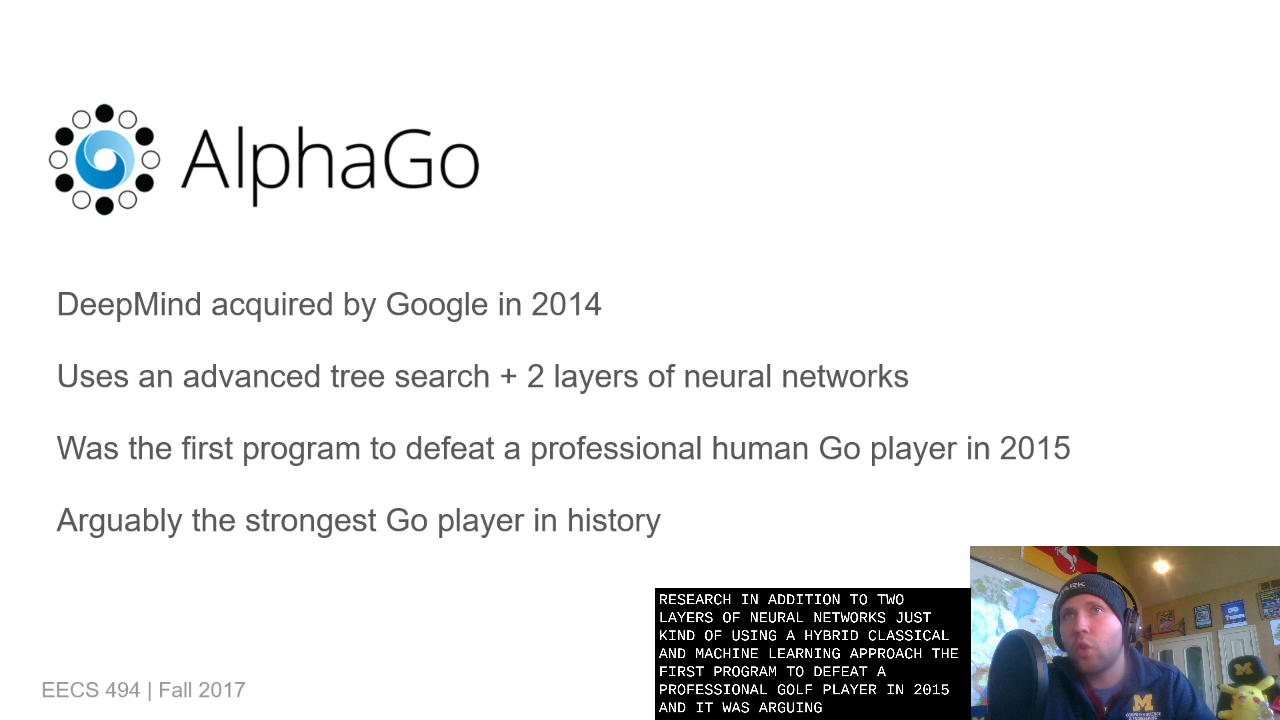 AlphaGo
DeepMind acquired by Google in 2014
Uses an advanced tree search + 2 layers of neural networks
Was the first program to defeat a professional human Go player in 2015
Arguably the strongest Go player in history
RESEARCH IN ADDITION TO TWO
LAYERS OF NEURAL NETWORKS JUST
KIND OF USING A HYBRID CLASSICAL
AND MACHINE LEARNING APPROACH THE
FIRST PROGRAM TO DEFEAT A
PROFESSIONAL GOLF PLAYER IN 2015
AND IT WAS ARGUING
EECS 494 | Fall 2017
M
M